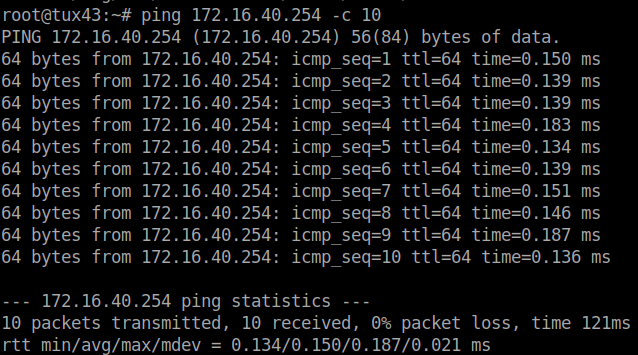 root@tux43:~# ping 172.16.40.254 -c 10
PING 172.16.40.254 (172.16.40.254) 56(84) bytes of data.
64 bytes from 172.16.40.254: icmp_seq=1 ttl=64 time=0.150 ms
64 bytes from 172.16.40.254: icmp_seq=2 ttl=64 time=0.139 ms
64 bytes from 172.16.40.254: icmp_seq=3 ttl=64 time=0.139 ms
64 bytes from 172.16.40.254: icmp_seq=4 ttl=64 time=0.183 ms
64 bytes from 172.16.40.254: icmp_seq=5 ttl=64 time=0.134 ms
64 bytes from 172.16.40.254: icmp_seq=6 ttl=64 time=0.139 ms
64 bytes from 172.16.40.254: icmp_seq=7 ttl=64 time=0.151 ms
64 bytes from 172.16.40.254: icmp_seq=8 ttl=64 time=0.146 ms
64 bytes from 172.16.40.254: icmp_seq=9 ttl=64 time=0.187 ms
64 bytes from 172.16.40.254: icmp_seq=10 ttl=64 time=0.136 ms
--- 172.16.40.254 ping statistics ---
10 packets transmitted, 10 received, 0% packet loss, time 121ms
rtt min/avg/max/mdev = 0.134/0.150/0.187/0.021 ms